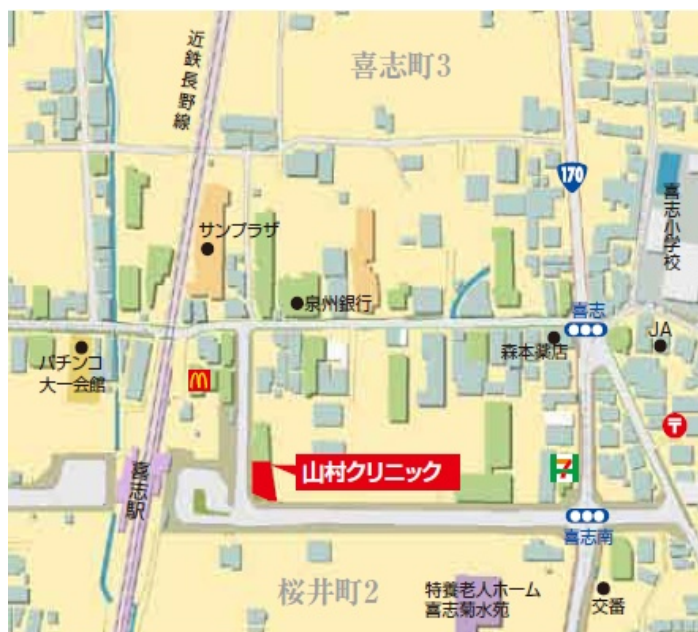 近鉄長野線
喜志町3
170
喜志小学校
サンプラザ
泉州銀行
喜志
JA
森本薬店
パチンコ
大一会館
M
〒
山村クリニック
7
喜志駅
喜志南
桜井町2
特養老人ホーム
喜志菊水苑
交番